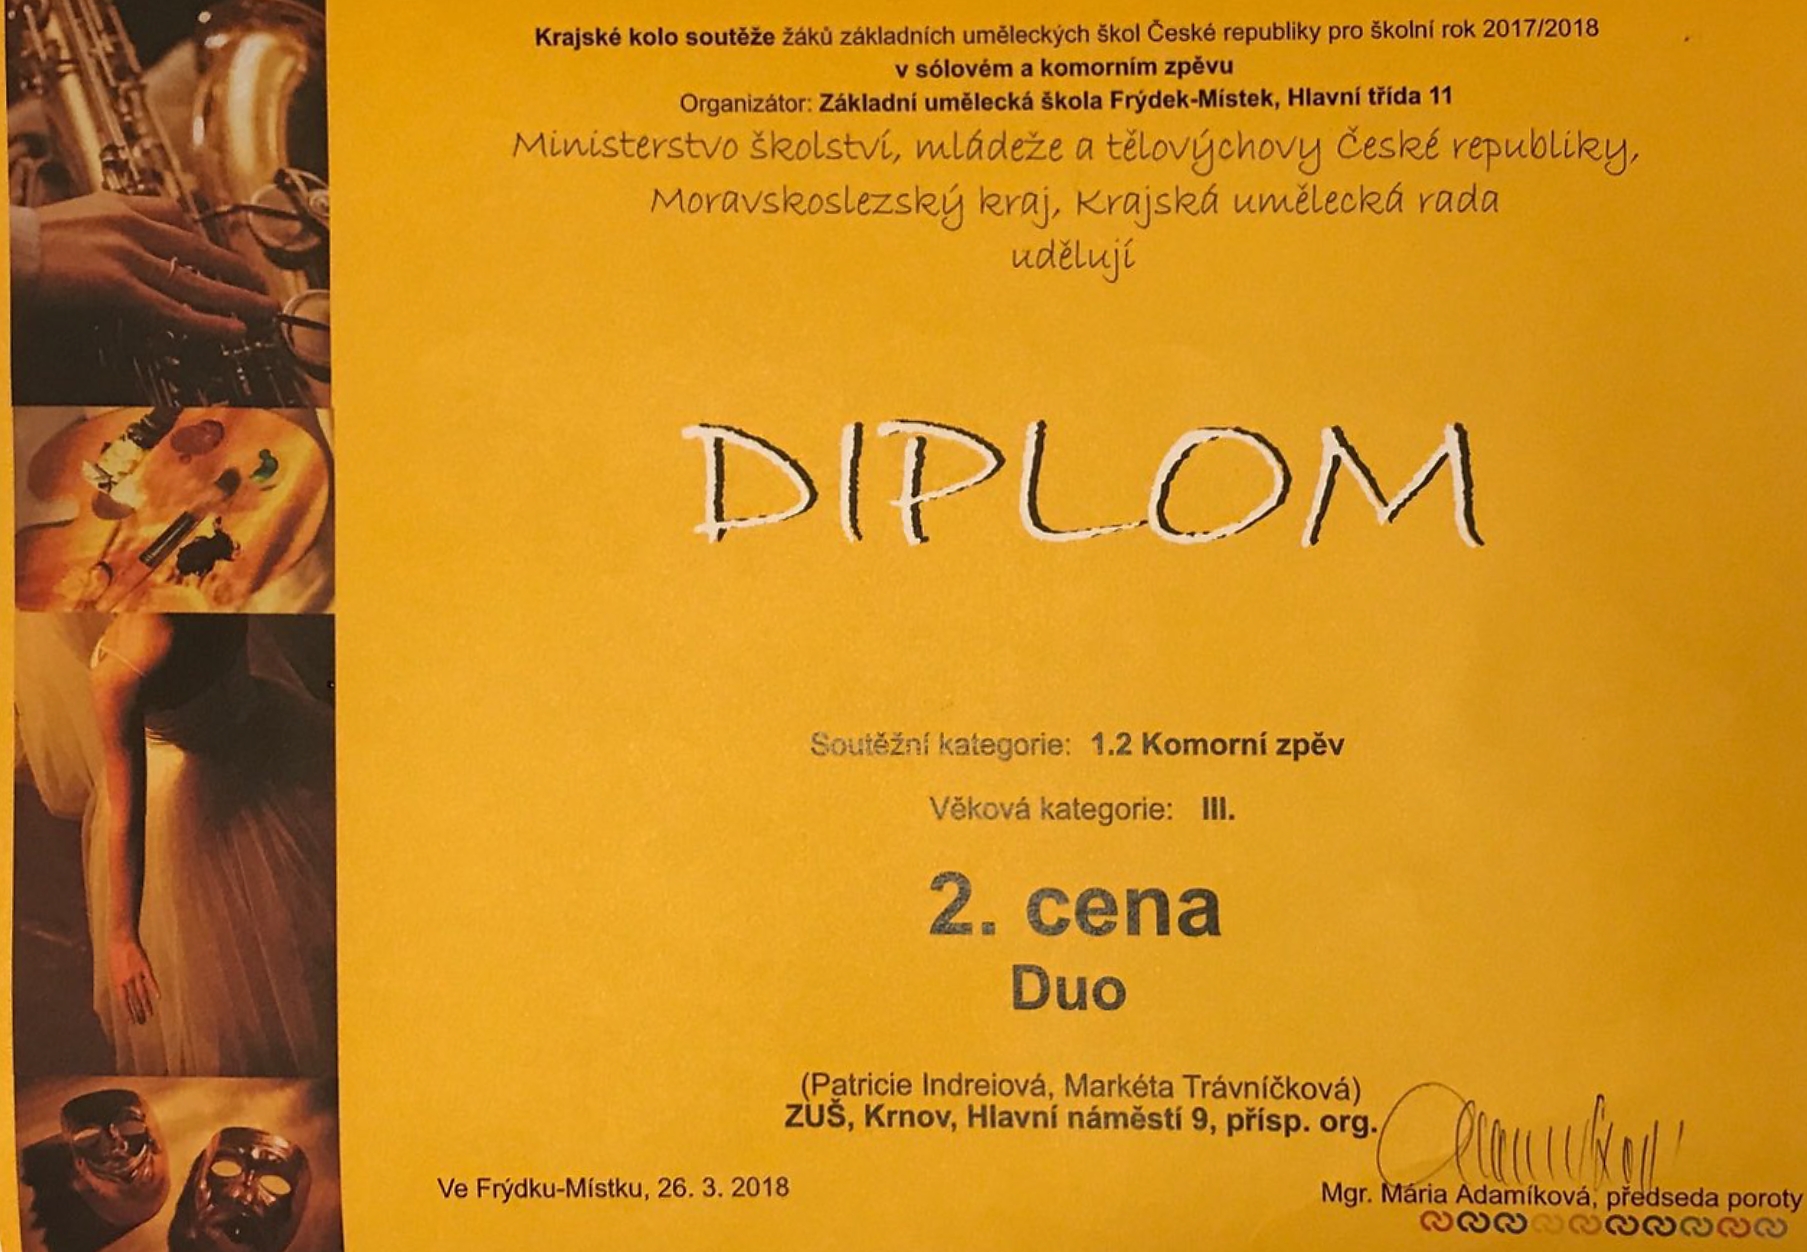 Krajské kolo soutěže žáků základních uměleckých škol České republiky pro školní rok 2017/2018
v sólovém a komorním zpěvu
Organizátor: Základní umělecká škola Frýdek-Místek, Hlavní třída 11
Ministerstvo školství, mládeže a tělovýchovy České republiky,
Moravskoslezský kraj, Krajská umělecká rada
udělují
DIPLOM
Soutěžní kategorie: 1.2 Komorní zpěv
Věková kategorie: III.
2. cena
Duo
(Patricie Indreiová, Markéta Trávníčková)
ZUŠ, Krnov, Hlavní náměstí 9, přísp. org.
Ve Frýdku-Místku, 26. 3. 2018
Mgr. Mária Adamíková, předseda poroty